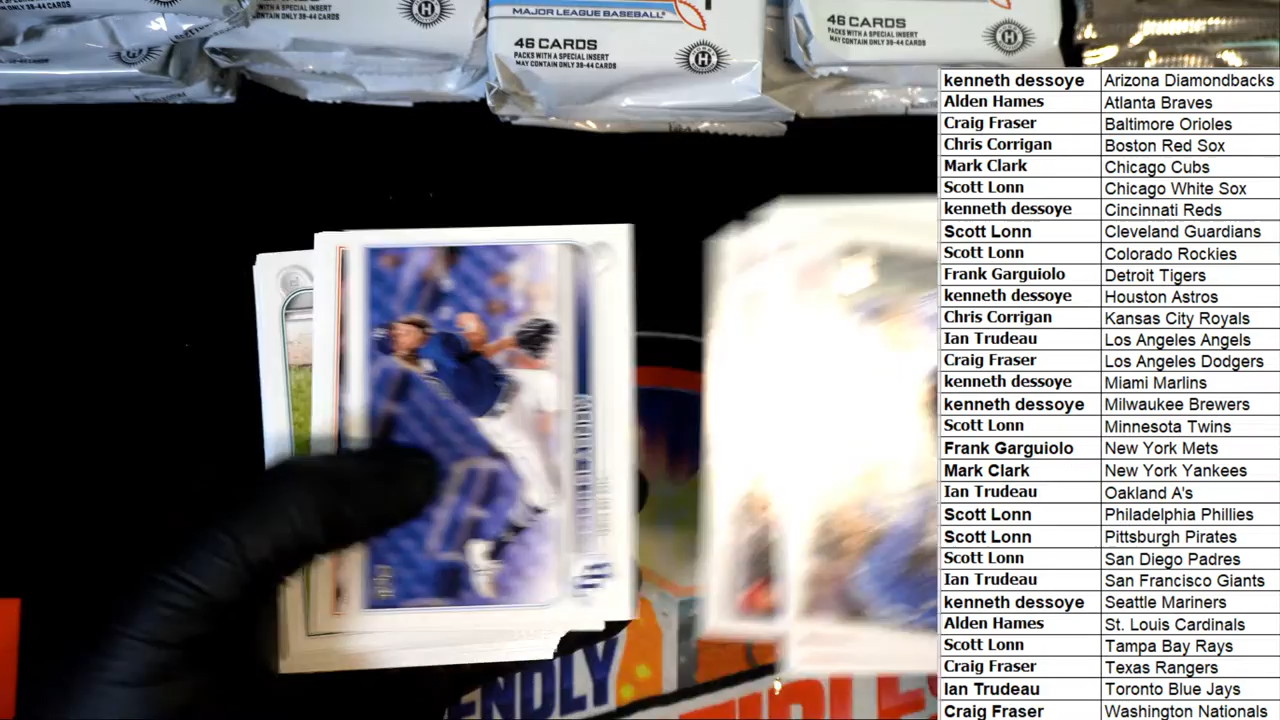 MAJOR LEAGUE BASEBALL
46 CARDS
PACKS WITH A SPECIAL INSERT
MAY CONTAIN ONLY 39-44 CARDS
46 CARDS
PACKS WITH A SPECIAL INSERT
MAY CONTAIN ONLY 39-44 CARDS
kenneth dessoye Arizona Diamondbacks
Alden Hames Atlanta Braves
Craig Fraser Baltimore Orioles
Chris Corrigan Boston Red Sox
Mark Clark Chicago Cubs
Scott Lonn Chicago White Sox
kenneth dessoye Cincinnati Reds
Scott Lonn Cleveland Guardians
Scott Lonn Colorado Rockies
Frank Garguiolo Detroit Tigers
kenneth dessoye Houston Astros
Chris Corrigan Kansas City Royals
Ian Trudeau Los Angeles Angels
Craig Fraser Los Angeles Dodgers
kenneth dessoye Miami Marlins
kenneth dessoye Milwaukee Brewers
Scott Lonn Minnesota Twins
Frank Garguiolo New York Mets
Mark Clark New York Yankees
Ian Trudeau Oakland A's
Scott Lonn Philadelphia Phillies
Scott Lonn Pittsburgh Pirates
Scott Lonn San Diego Padres
Ian Trudeau San Francisco Giants
kenneth dessoye Seattle Mariners
Alden Hames St. Louis Cardinals
Scott Lonn Tampa Bay Rays
Craig Fraser Texas Rangers
Ian Trudeau Toronto Blue Jays
Craig Fraser Washington Nationals
ENDLY